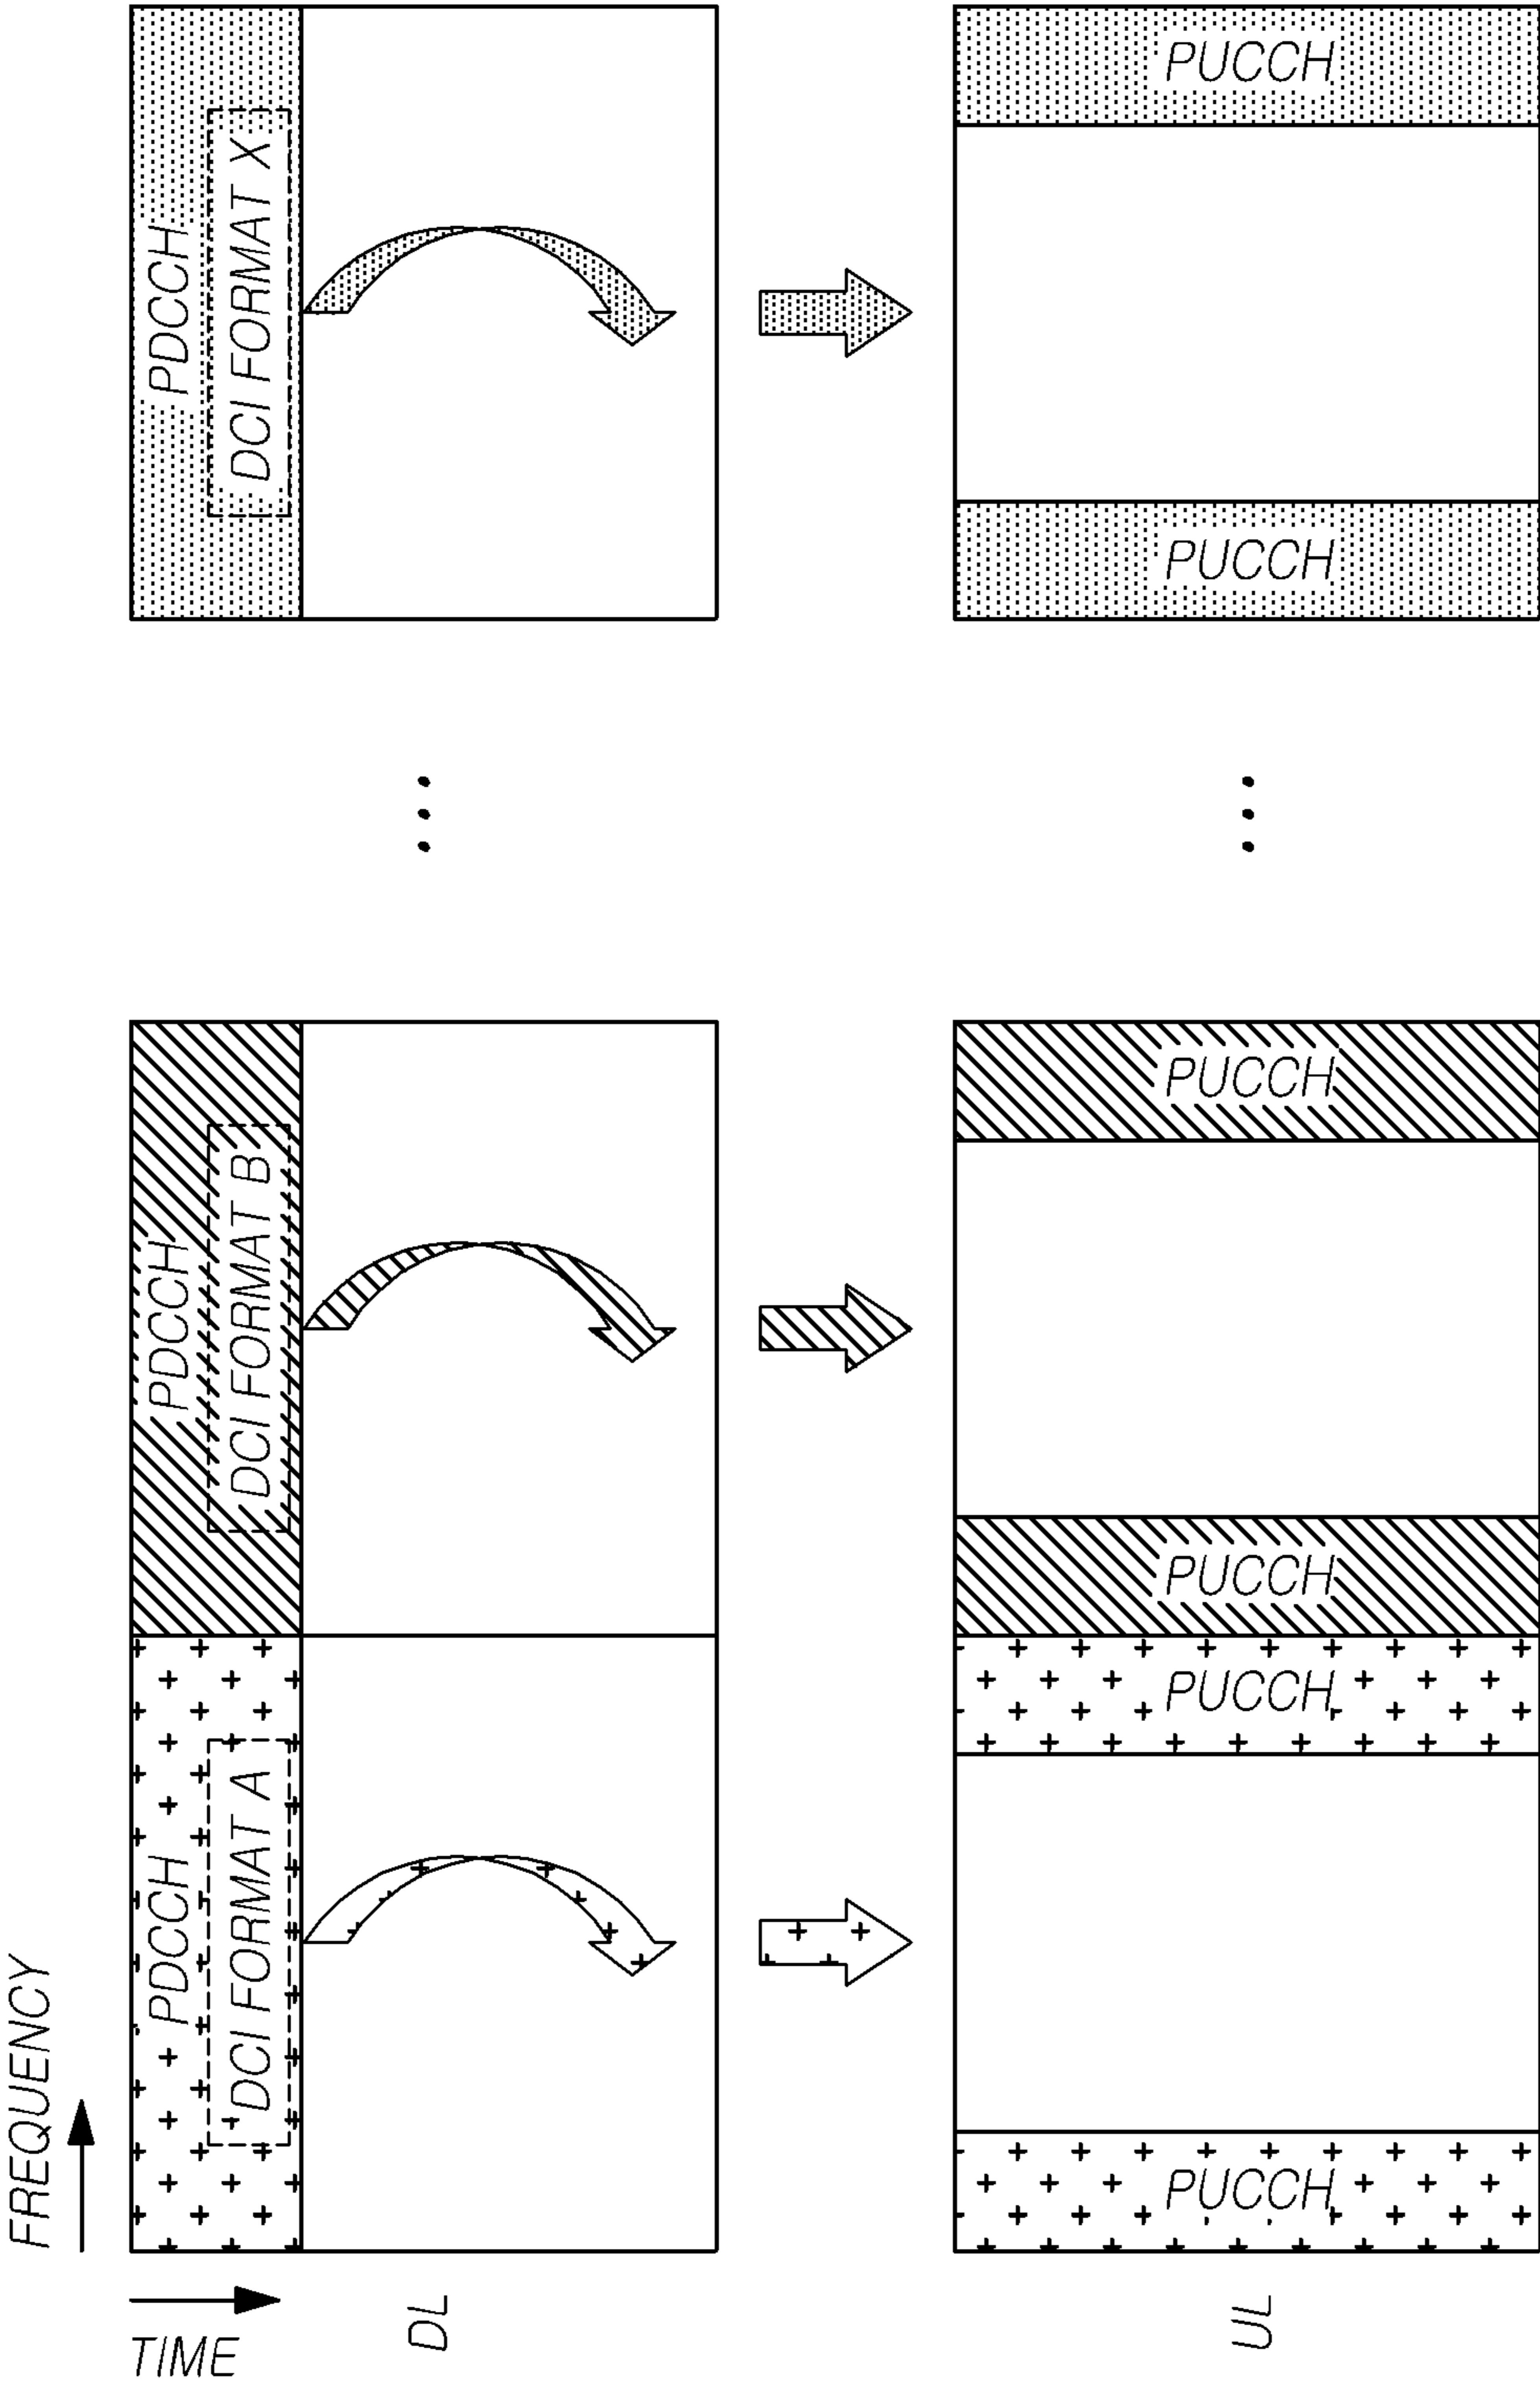 FREQUENCY
TIME
DL
PDCCH
DCI FORMAT A
PDCCH
DCI FORMAT B
PDCCH
DCI FORMAT X
UL
PUCCH
PUCCH
PUCCH
PUCCH
PUCCH
PUCCH